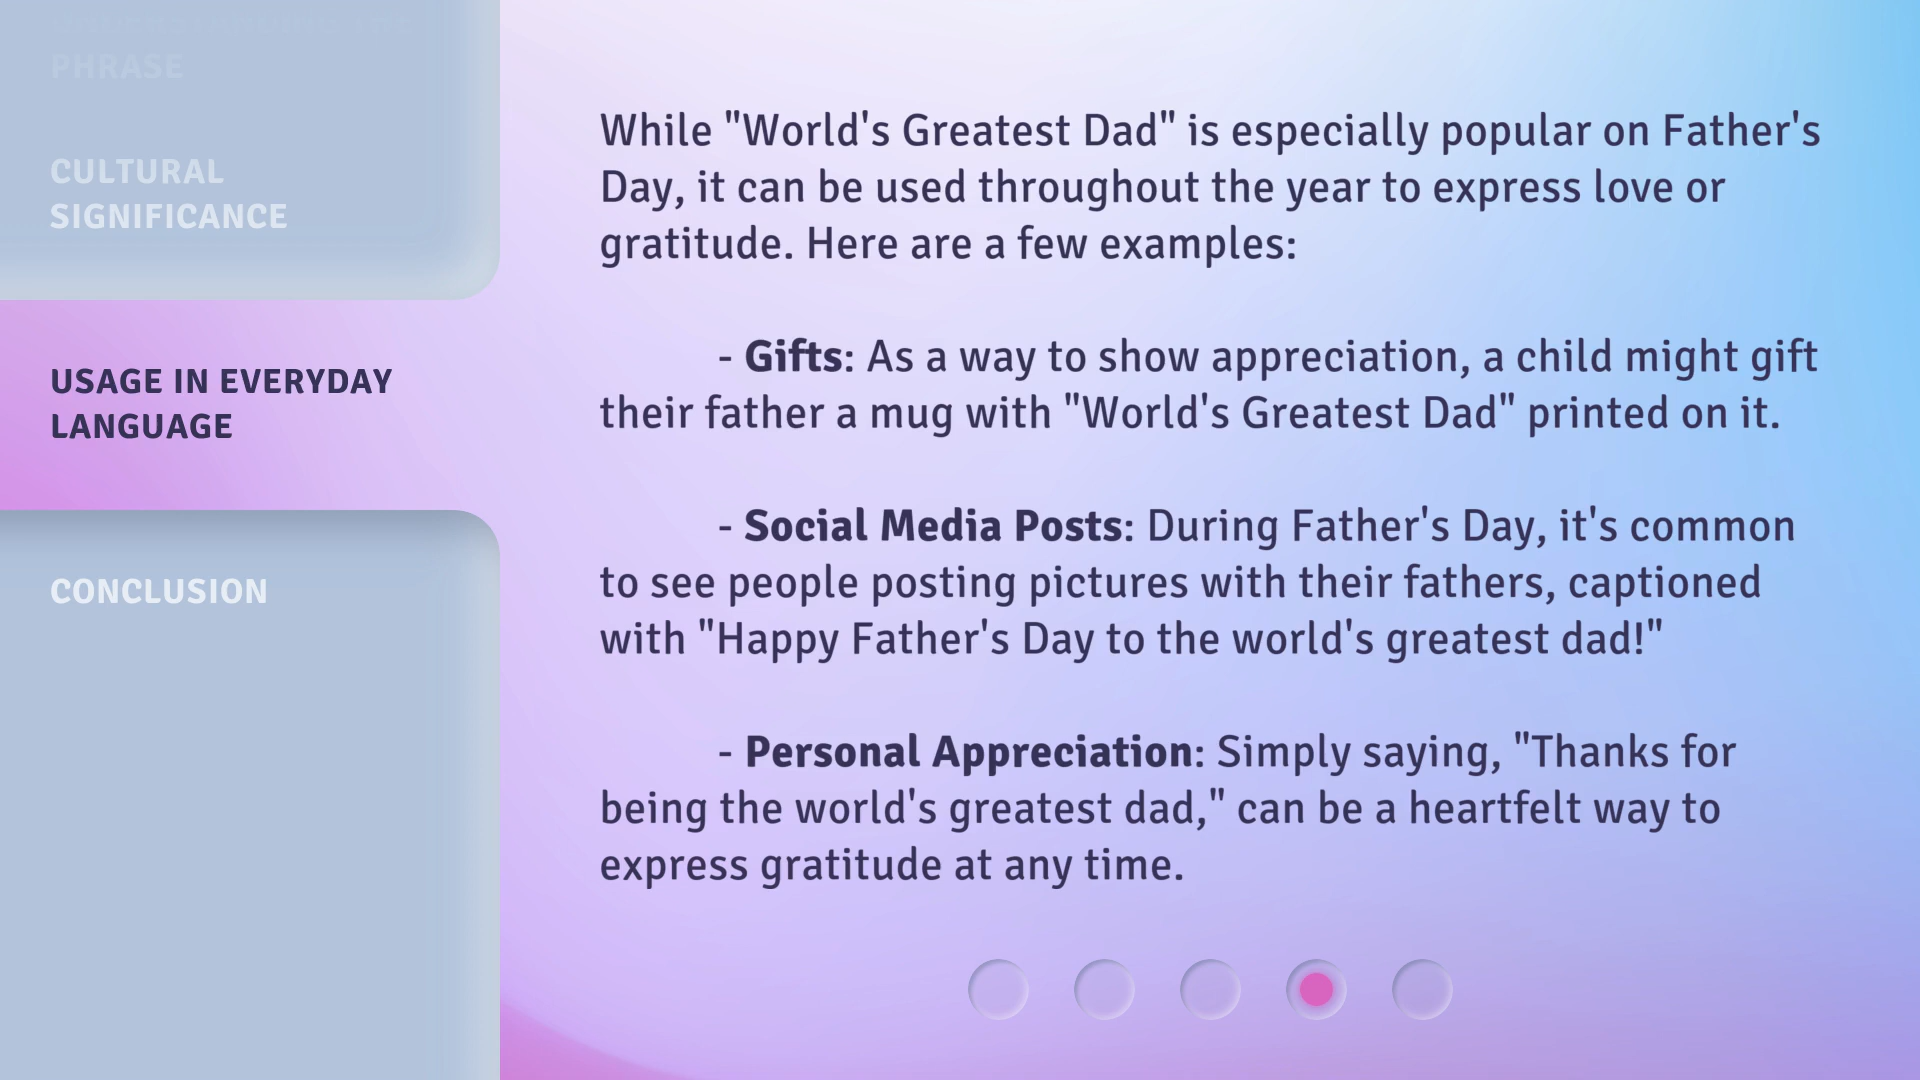 PHRASE
CULTURAL
SIGNIFICANCE
USAGE IN EVERYDAY
LANGUAGE
CONCLUSION
While "World's Greatest Dad" is especially popular on Father's
Day, it can be used throughout the year to express love or
gratitude. Here are a few examples:
- Gifts: As a way to show appreciation, a child might gift
their father a mug with "World's Greatest Dad" printed on it.
- Social Media Posts: During Father's Day, it's common
to see people posting pictures with their fathers, captioned
with "Happy Father's Day to the world's greatest dad!"
- Personal Appreciation: Simply saying, "Thanks for
being the world's greatest dad," can be a heartfelt way to
express gratitude at any time.